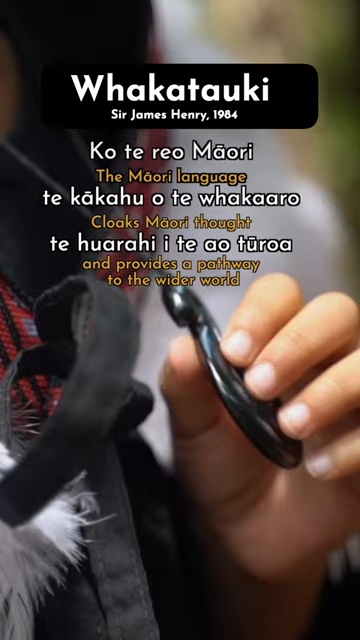 Whakatauki
Sir James Henry, 1984
Ko te reo Māori
The Māori language
te kākahu o te whakaaro
Cloaks Māori thought
te huarahi i te ao tūroa
and provides a pathway
to the wider world